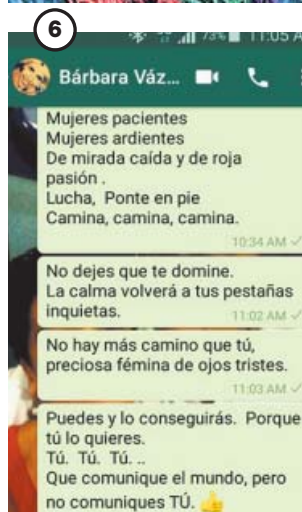 6
73% 11:05 A
Bárbara Váz...
Mujeres pacientes
Mujeres ardientes
De mirada caída y de roja
pasión .
Lucha, Ponte en pie
Camina, camina, camina.
10:34 AM
No dejes que te domine.
La calma volverá a tus pestañas
inquietas.
11:02 AM
No hay más camino que tú,
preciosa fémina de ojos tristes.
11:03 AM
Puedes y lo conseguirás. Porque
tú lo quieres.
Tú. Tú. Tú. ..
Que comunique el mundo, pero
no comuniques TÚ. 👍